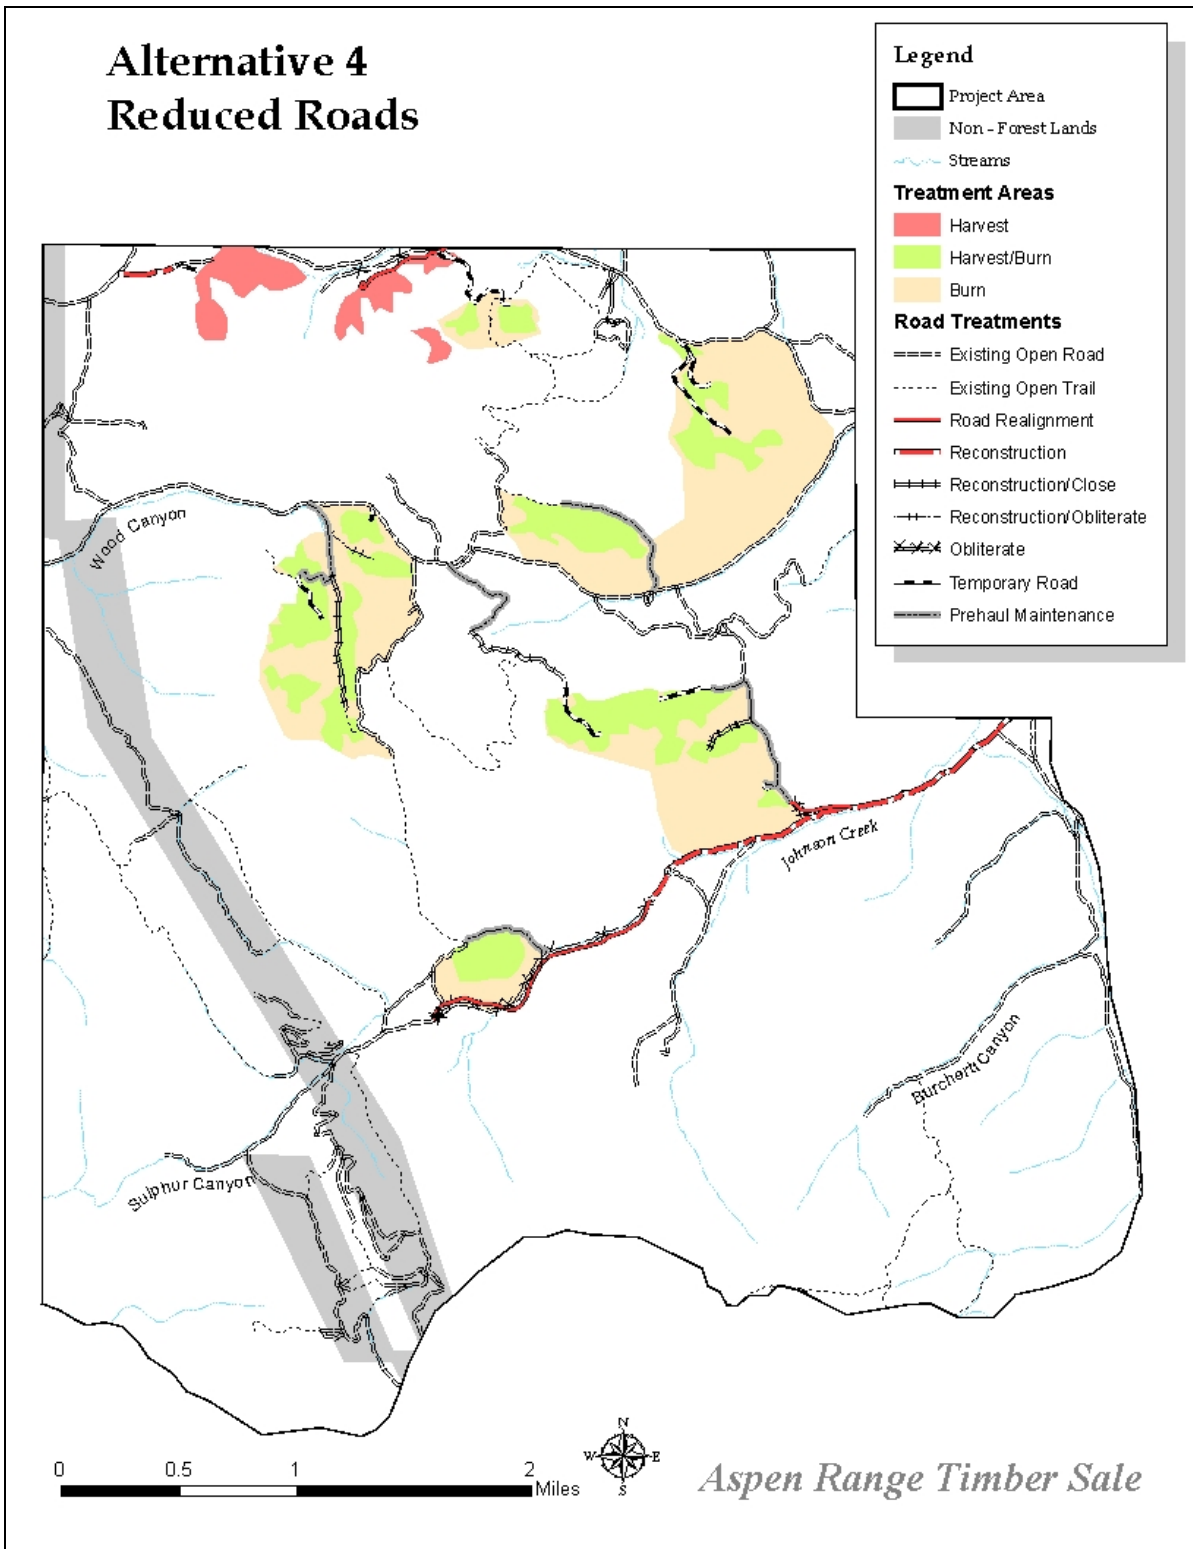 Alternative 4
Reduced Roads
Legend
Project Area
Non - Forest Lands
Streams
Treatment Areas
Harvest
Harvest/Burn
Burn
Road Treatments
Existing Open Road
Existing Open Trail
Road Realignment
Reconstruction
Reconstruction/Close
Reconstruction/Obliterate
Obliterate
Temporary Road
Prehaul Maintenance
Wood Canyon
Johnson Creek
Burchertt Canyon
Sulphur Canyon
N
W E
S
0 0.5 1 2
Miles
Aspen Range Timber Sale